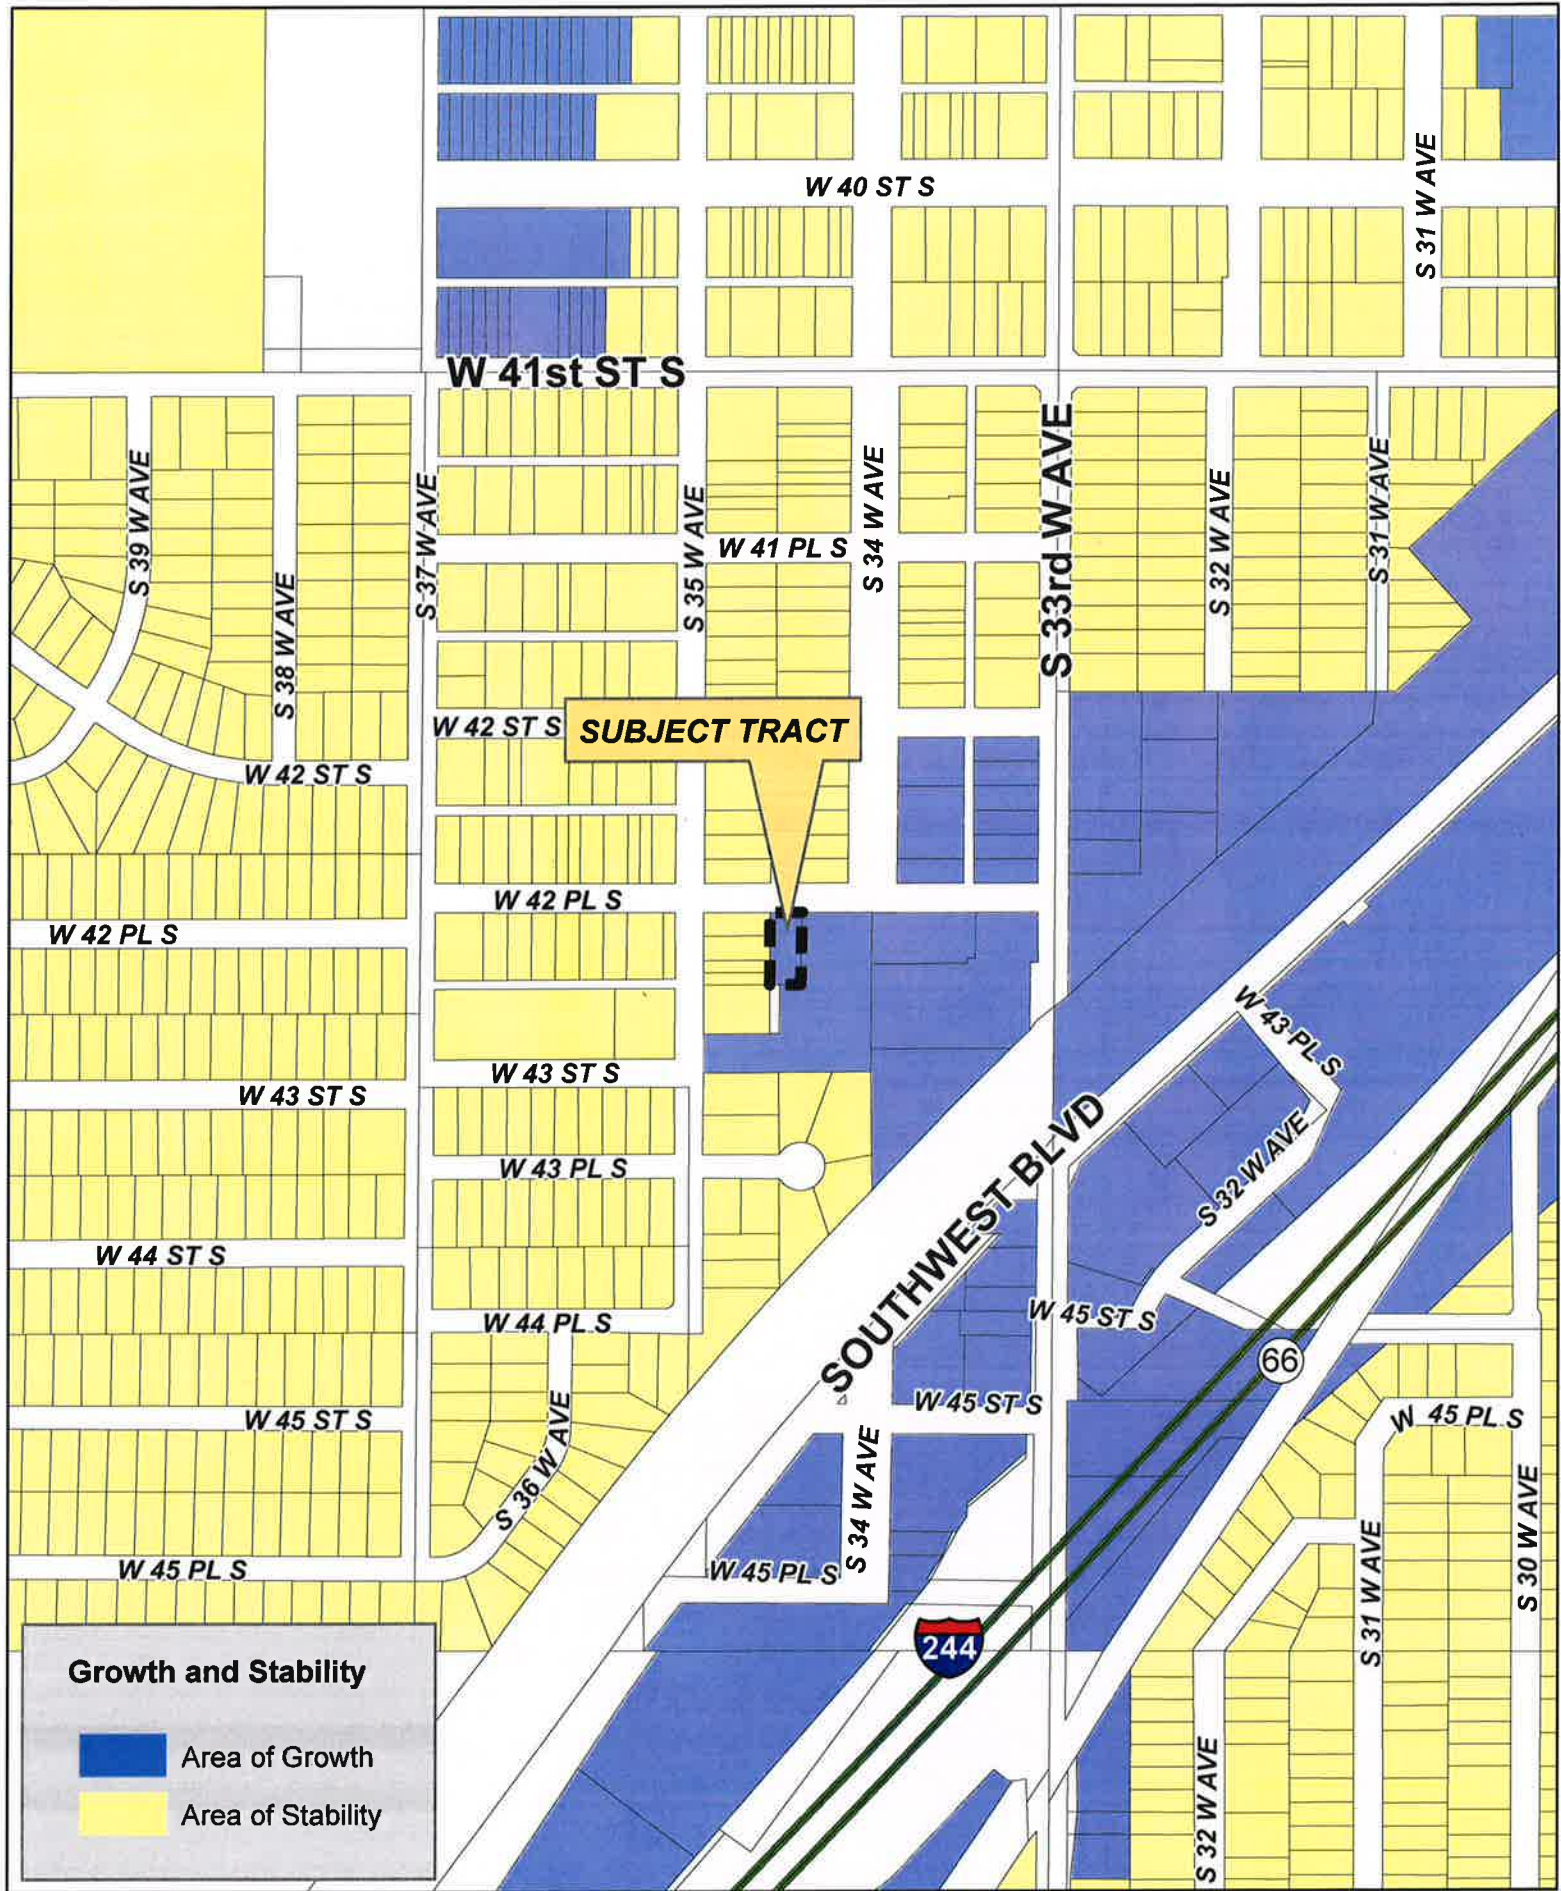 W 40 ST S
S 31 W AVE
W 41st ST S
S 39 W AVE
S 38 W AVE
S 37 W AVE
S 35 W AVE
W 41 PL S
S 34 W AVE
S 33rd W AVE
S 32 W AVE
S 31 W AVE
W 42 ST S
SUBJECT TRACT
W 42 ST S
W 42 PL S
W 42 PL S
W 43 PL S
W 43 ST S
W 43 ST S
S 32 W AVE
SOUTHWEST BLVD
W 43 PL S
W 44 ST S
W 44 PL S
W 45 ST S
66
W 45 ST S
W 45 ST S
W 45 PL S
S 36 W AVE
S 34 W AVE
S 31 W AVE
S 30 W AVE
W 45 PL S
W 45 PL S
244
S 32 W AVE
Growth and Stability
Area of Growth
Area of Stability